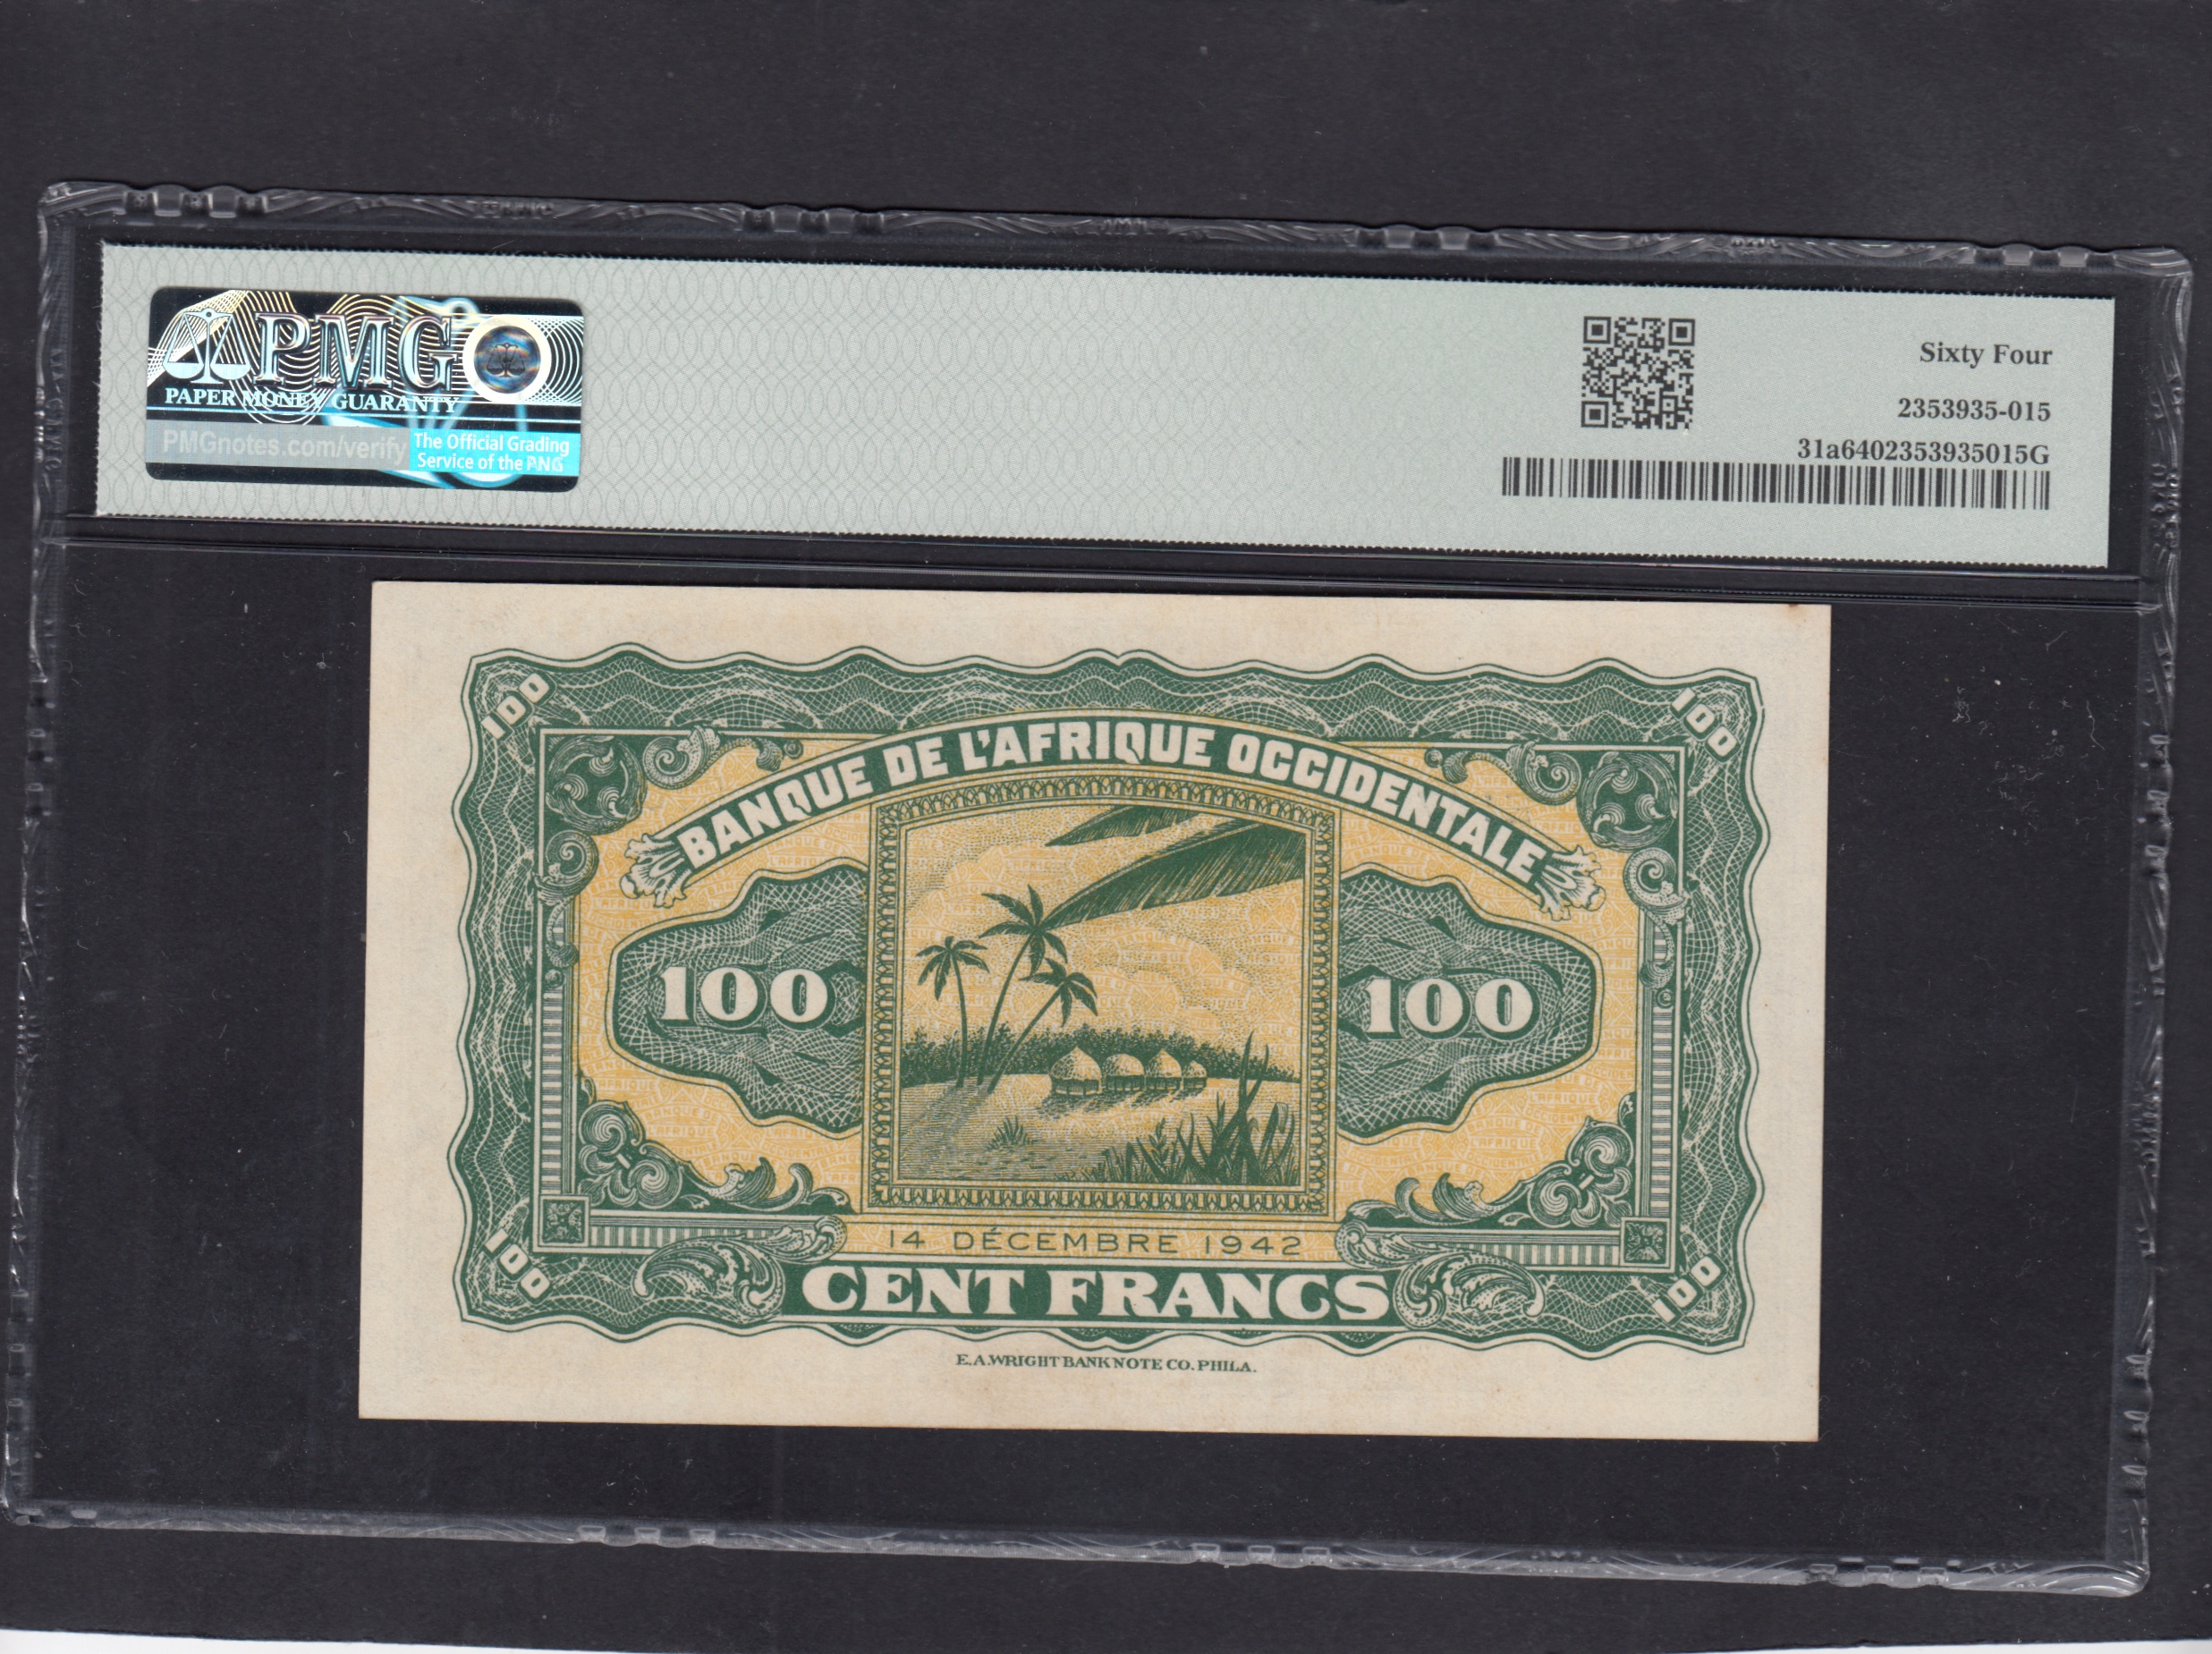 PMG
PAPER MONEY GUARANTY
PMGnotes.com/verify
The Official Grading
Service of the PNG
Sixty Four
2353935-015
31a6402353935015G
100
100
BANQUE DE L'AFRIQUE OCCIDENTALE
100
100
14 DÉCEMBRE 1942
CENT FRANCS
100
100
E.A.WRIGHT BANK NOTE CO. PHILA.